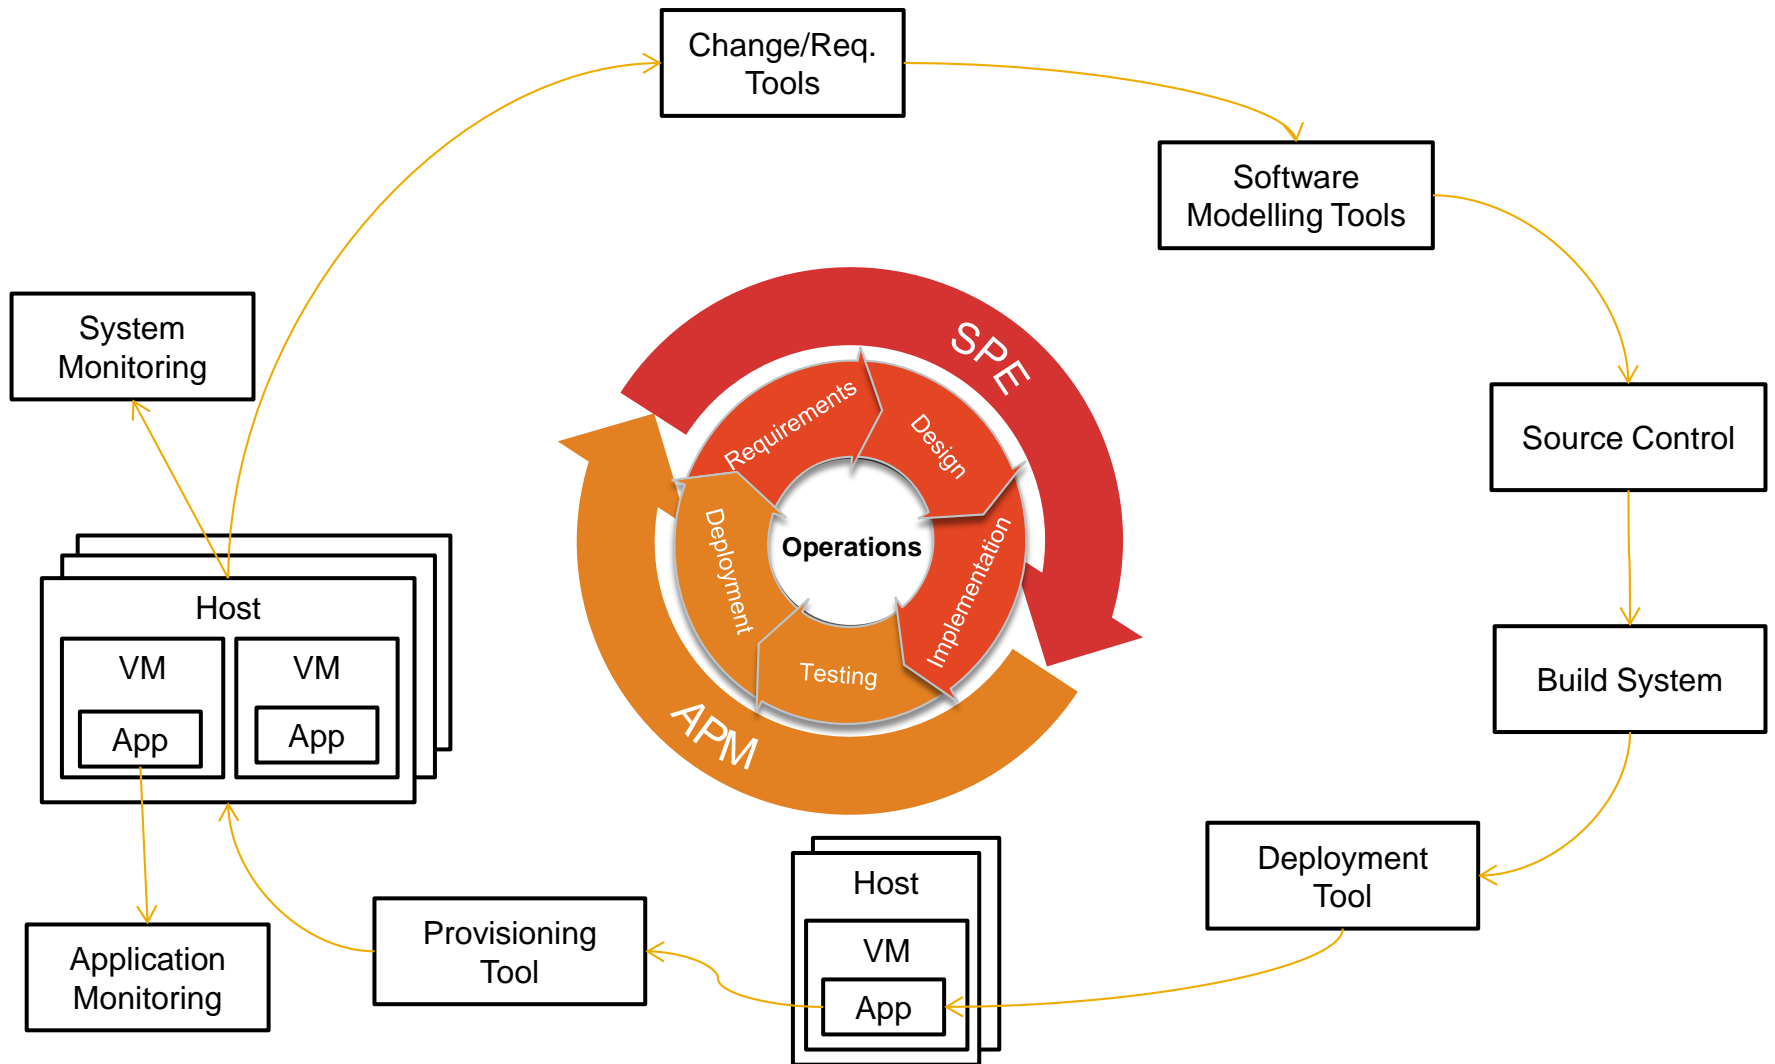 Change/Req.
Tools
Software
Modelling Tools
System
Monitoring
SPE
Requirements
Design
Source Control
Operations
Deployment
Implementation
Host
VM
VM
App
App
Testing
APM
Build System
Host
VM
App
Deployment
Tool
Provisioning
Tool
Application
Monitoring